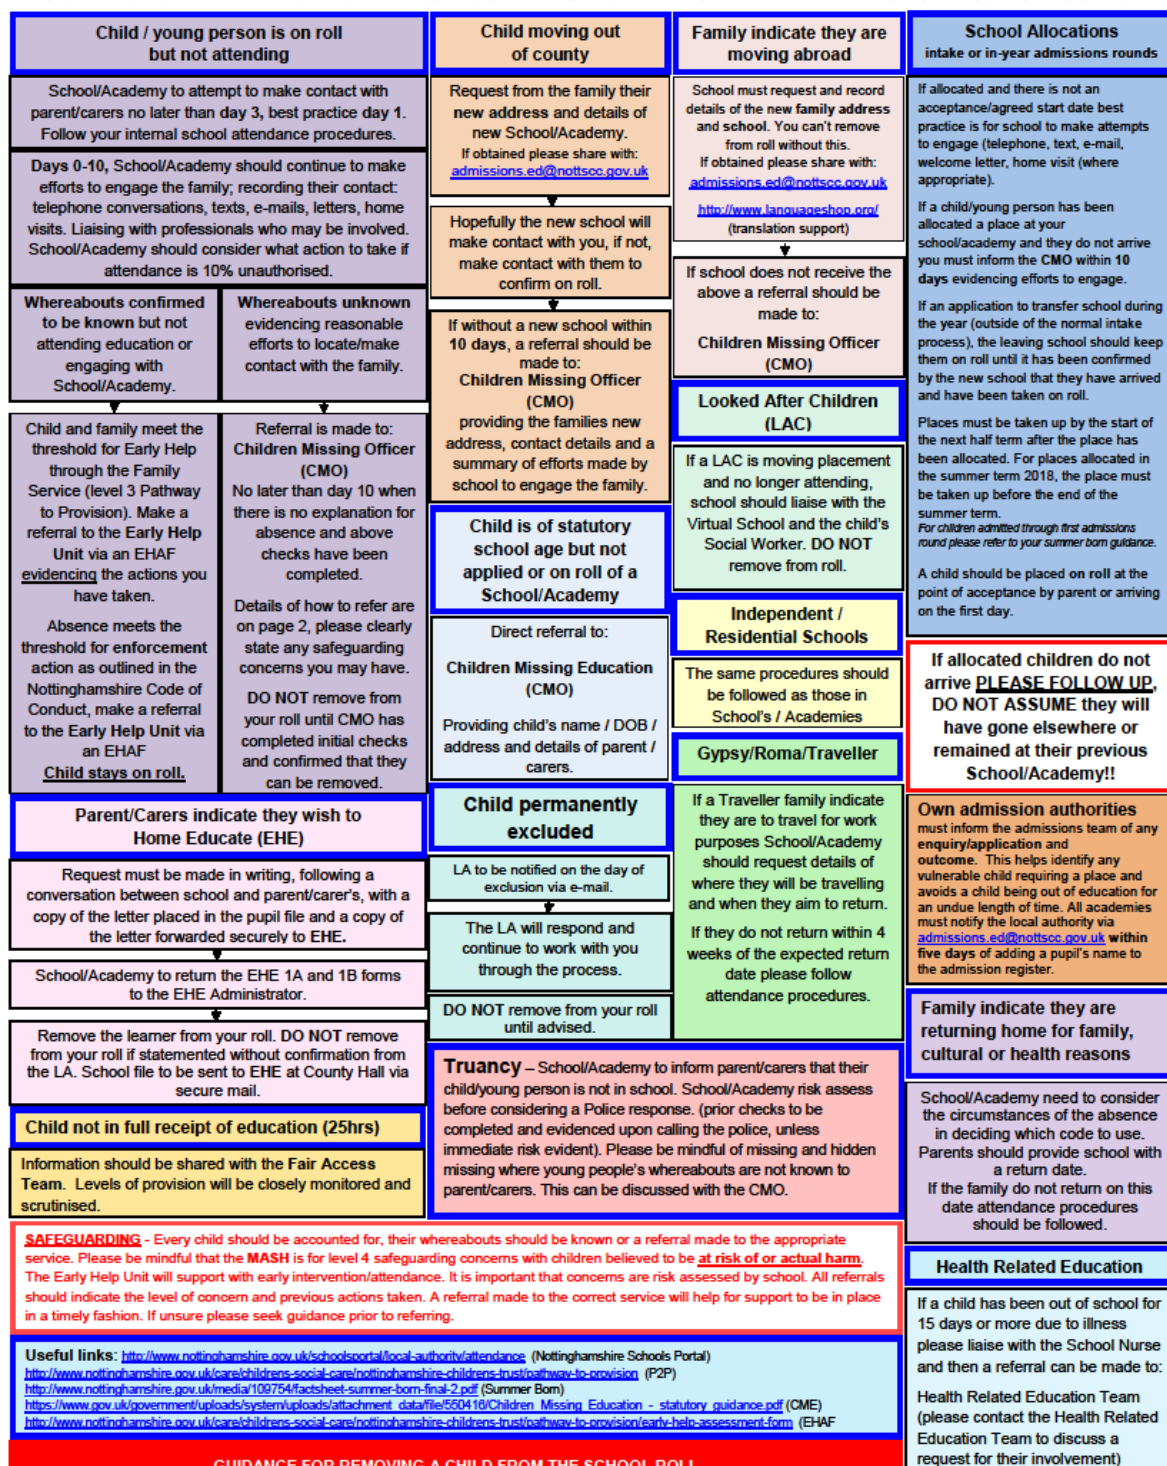 Child / young person is on roll
but not attending
School/Academy to attempt to make contact with
parent/carers no later than day 3, best practice day 1.
Follow your internal school attendance procedures.
Days 0-10, School/Academy should continue to make
efforts to engage the family; recording their contact:
telephone conversations, texts, e-mails, letters, home
visits. Liaising with professionals who may be involved.
School/Academy should consider what action to take if
attendance is 10% unauthorised.
Whereabouts confirmed
to be known but not
attending education or
engaging with
School/Academy.
Child and family meet the
threshold for Early Help
through the Family
Service (level 3 Pathway
to Provision). Make a
referral to the Early Help
Unit via an EHAF
evidencing the actions you
have taken.
Absence meets the
threshold for enforcement
action as outlined in the
Nottinghamshire Code of
Conduct, make a referral
to the Early Help Unit via
an EHAF
Child stays on roll.
Whereabouts unknown
evidencing reasonable
efforts to locate/make
contact with the family.
Referral is made to:
Children Missing Officer
(CMO)
No later than day 10 when
there is no explanation for
absence and above
checks have been
completed.
Details of how to refer are
on page 2, please clearly
state any safeguarding
concerns you may have.
DO NOT remove from
your roll until CMO has
completed initial checks
and confirmed that they
can be removed.
Parent/Carers indicate they wish to
Home Educate (EHE)
Request must be made in writing, following a
conversation between school and parent/carer's, with a
copy of the letter placed in the pupil file and a copy of
the letter forwarded securely to EHE.
School/Academy to return the EHE 1A and 1B forms
to the EHE Administrator.
Remove the learner from your roll. DO NOT remove
from your roll if statemented without confirmation from
the LA. School file to be sent to EHE at County Hall via
secure mail.
Child not in full receipt of education (25hrs)
Information should be shared with the Fair Access
Team. Levels of provision will be closely monitored and
scrutinised.
Child moving out
of county
Request from the family their
new address and details of
new School/Academy.
If obtained please share with:
admissions.ed@nottscc.gov.uk
Hopefully the new school will
make contact with you, if not,
make contact with them to
confirm on roll.
If without a new school within
10 days, a referral should be
made to:
Children Missing Officer
(CMO)
providing the families new
address, contact details and a
summary of efforts made by
school to engage the family.
Child is of statutory
school age but not
applied or on roll of a
School/Academy
Direct referral to:
Children Missing Education
(CMO)
Providing child's name / DOB /
address and details of parent /
carers.
Child permanently
excluded
LA to be notified on the day of
exclusion via e-mail.
The LA will respond and
continue to work with you
through the process.
DO NOT remove from your roll
until advised.
Family indicate they are
moving abroad
School must request and record
details of the new family address
and school. You can't remove
from roll without this.
If obtained please share with:
admissions.ed@nottscc.gov.uk
http://www.languageshop.org/
(translation support)
If school does not receive the
above a referral should be
made to:
Children Missing Officer
(CMO)
Looked After Children
(LAC)
If a LAC is moving placement
and no longer attending,
school should liaise with the
Virtual School and the child's
Social Worker. DO NOT
remove from roll.
Independent /
Residential Schools
The same procedures should
be followed as those in
School's / Academies
Gypsy/Roma/Traveller
If a Traveller family indicate
they are to travel for work
purposes School/Academy
should request details of
where they will be travelling
and when they aim to return.
If they do not return within 4
weeks of the expected return
date please follow
attendance procedures.
Truancy – School/Academy to inform parent/carers that their
child/young person is not in school. School/Academy risk assess
before considering a Police response. (prior checks to be
completed and evidenced upon calling the police, unless
immediate risk evident). Please be mindful of missing and hidden
missing where young people's whereabouts are not known to
parent/carers. This can be discussed with the CMO.
School Allocations
intake or in-year admissions rounds
If allocated and there is not an
acceptance/agreed start date best
practice is for school to make attempts
to engage (telephone, text, e-mail,
welcome letter, home visit (where
appropriate).
If a child/young person has been
allocated a place at your
school/academy and they do not arrive
you must inform the CMO within 10
days evidencing efforts to engage.
If an application to transfer school during
the year (outside of the normal intake
process), the leaving school should keep
them on roll until it has been confirmed
by the new school that they have arrived
and have been taken on roll.
Places must be taken up by the start of
the next half term after the place has
been allocated. For places allocated in
the summer term 2018, the place must
be taken up before the end of the
summer term.
For children admitted through first admissions
round please refer to your summer born guidance.
A child should be placed on roll at the
point of acceptance by parent or arriving
on the first day.
If allocated children do not
arrive PLEASE FOLLOW UP,
DO NOT ASSUME they will
have gone elsewhere or
remained at their previous
School/Academy!!
Own admission authorities
must inform the admissions team of any
enquiry/application and
outcome. This helps identify any
vulnerable child requiring a place and
avoids a child being out of education for
an undue length of time. All academies
must notify the local authority via
admissions.ed@nottscc.gov.uk within
five days of adding a pupil's name to
the admission register.
Family indicate they are
returning home for family,
cultural or health reasons
School/Academy need to consider
the circumstances of the absence
in deciding which code to use.
Parents should provide school with
a return date.
If the family do not return on this
date attendance procedures
should be followed.
Health Related Education
If a child has been out of school for
15 days or more due to illness
please liaise with the School Nurse
and then a referral can be made to:
Health Related Education Team
(please contact the Health Related
Education Team to discuss a
request for their involvement)
SAFEGUARDING - Every child should be accounted for, their whereabouts should be known or a referral made to the appropriate
service. Please be mindful that the MASH is for level 4 safeguarding concerns with children believed to be at risk of or actual harm.
The Early Help Unit will support with early intervention/attendance. It is important that concerns are risk assessed by school. All referrals
should indicate the level of concern and previous actions taken. A referral made to the correct service will help for support to be in place
in a timely fashion. If unsure please seek guidance prior to referring.
Useful links: http://www.nottinghamshire.gov.uk/schoolsportal/local-authority/attendance (Nottinghamshire Schools Portal)
http://www.nottinghamshire.gov.uk/care/childrens-social-care/nottinghamshire-childrens-trust/pathway-to-provision (P2P)
http://www.nottinghamshire.gov.uk/media/109754/factsheet-summer-born-final-2.pdf (Summer Born)
https://www.gov.uk/government/uploads/system/uploads/attachment_data/file/550416/Children_Missing_Education_-_statutory_guidance.pdf (CME)
http://www.nottinghamshire.gov.uk/care/childrens-social-care/nottinghamshire-childrens-trust/pathway-to-provision/early-help-assessment-form (EHAF
GUIDANCE FOR REMOVING A CHILD FROM THE SCHOOL ROLL